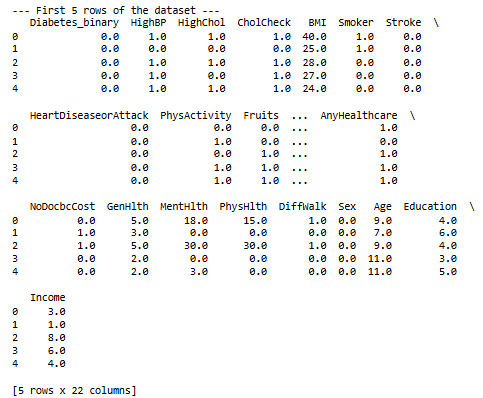 --- First 5 rows of the dataset ---
   Diabetes_binary  HighBP  HighChol  CholCheck   BMI  Smoker  Stroke  \
0              0.0     1.0       1.0        1.0  40.0     1.0     0.0
1              0.0     0.0       0.0        0.0  25.0     1.0     0.0
2              0.0     1.0       1.0        1.0  28.0     0.0     0.0
3              0.0     1.0       0.0        1.0  27.0     0.0     0.0
4              0.0     1.0       1.0        1.0  24.0     0.0     0.0

   HeartDiseaseorAttack  PhysActivity  Fruits  ...  AnyHealthcare  \
0                   0.0           0.0     0.0  ...            1.0
1                   0.0           1.0     0.0  ...            0.0
2                   0.0           0.0     1.0  ...            1.0
3                   0.0           1.0     1.0  ...            1.0
4                   0.0           1.0     1.0  ...            1.0

   NoDocbcCost  GenHlth  MentHlth  PhysHlth  DiffWalk  Sex   Age  Education  \
0          0.0      5.0      18.0      15.0       1.0  0.0   9.0        4.0
1          1.0      3.0       0.0       0.0       0.0  0.0   7.0        6.0
2          1.0      5.0      30.0      30.0       1.0  0.0   9.0        4.0
3          0.0      2.0       0.0       0.0       0.0  0.0  11.0        3.0
4          0.0      2.0       3.0       0.0       0.0  0.0  11.0        5.0

   Income
0     3.0
1     1.0
2     8.0
3     6.0
4     4.0

[5 rows x 22 columns]